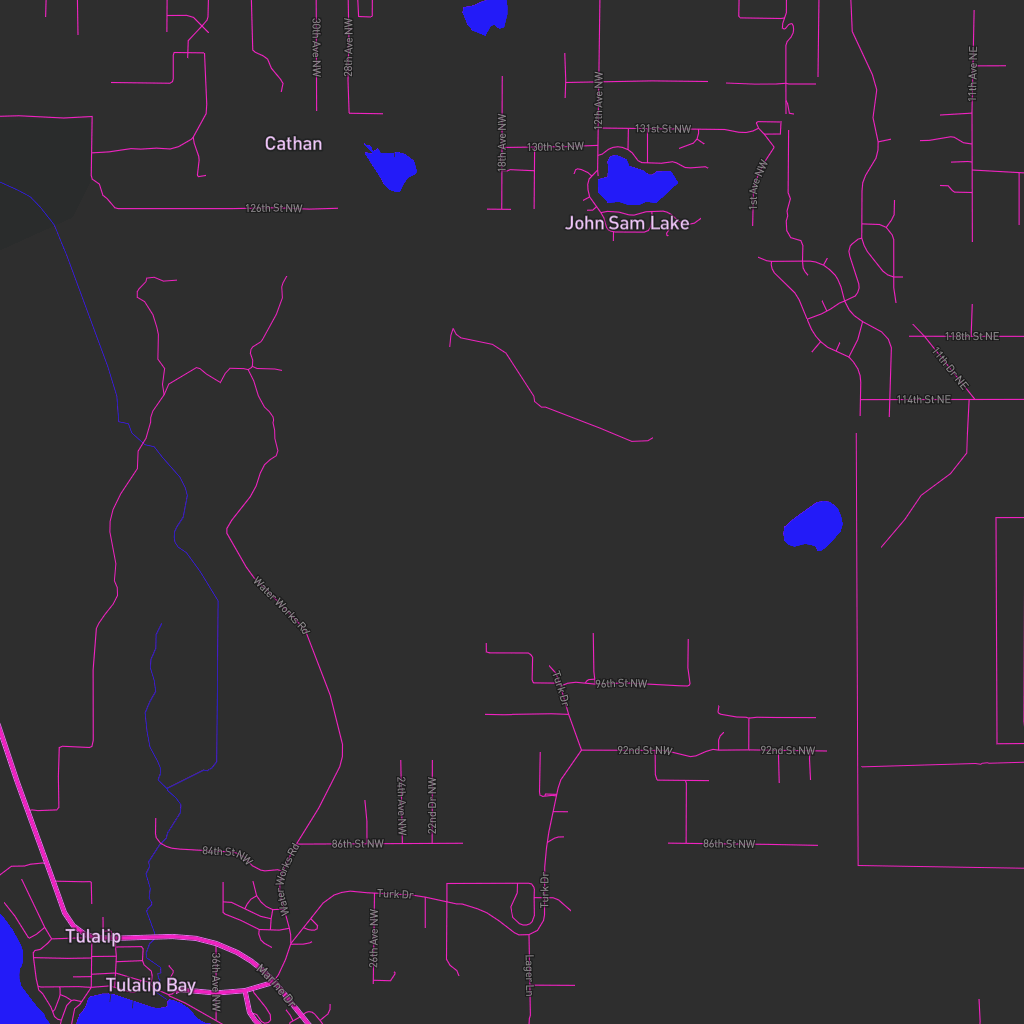 30th Ave NW
28th Ave NW
12th Ave NW
11th Ave NE
18th Ave NW
131st St NW
Cathan
130th St NW
1st Ave NW
126th St NW
John Sam Lake
118th St NE
11th Dr NE
114th St NE
Water Works Rd
Turk Dr
96th St NW
92nd St NW
92nd St NW
24th Ave NW
22nd Dr NW
84th St NW
86th St NW
86th St NW
Water Works Rd
Turk Dr
Turk Dr
26th Ave NW
Tulalip
36th Ave NW
Marine Dr
Tulalip Bay
Lager Ln